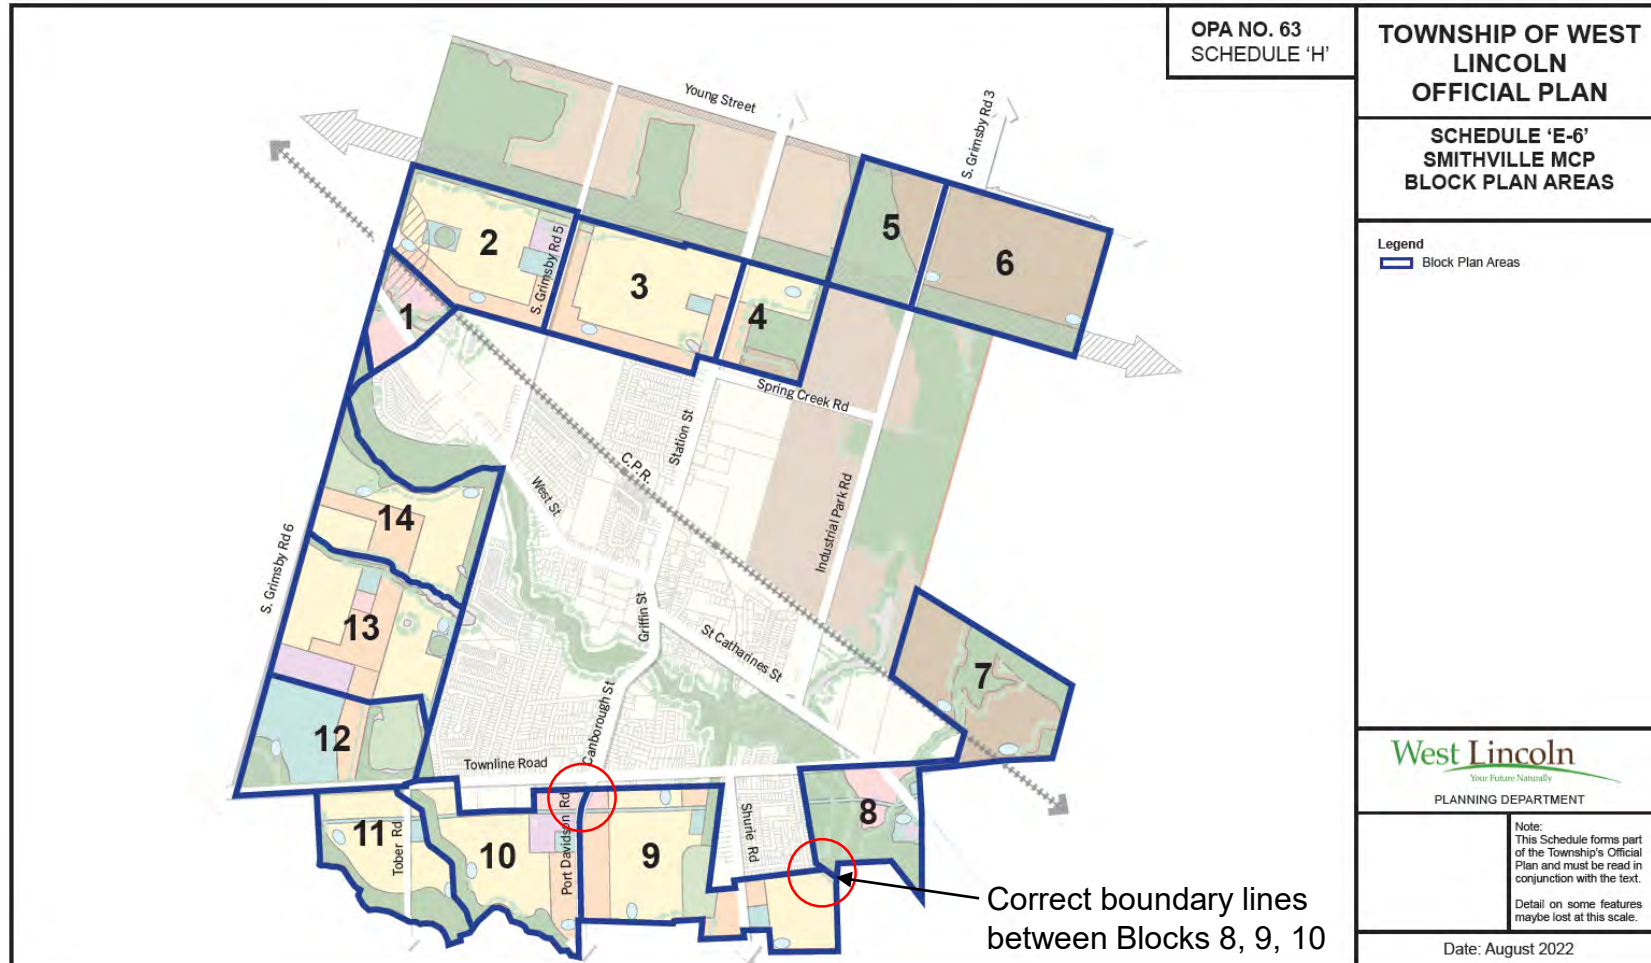 OPA NO. 63
SCHEDULE ‘H’
TOWNSHIP OF WEST
LINCOLN
OFFICIAL PLAN
SCHEDULE ‘E-6’
SMITHVILLE MCP
BLOCK PLAN AREAS
Legend
Block Plan Areas
Young Street
S. Grimsby Rd 3
5
6
2
S. Grimsby Rd 5
3
4
1
Spring Creek Rd
Station St
C.P.R.
West St
Industrial Park Rd
14
S. Grimsby Rd 6
13
Griffin St
St Catharines St
7
12
Canborough St
Townline Road
8
11
Tober Rd
10
Port Davidson Rd
9
Shurie Rd
Correct boundary lines
between Blocks 8, 9, 10
West Lincoln
Your Future Naturally
PLANNING DEPARTMENT
Note:
This Schedule forms part
of the Township's Official
Plan and must be read in
conjunction with the text.
Detail on some features
maybe lost at this scale.
Date: August 2022